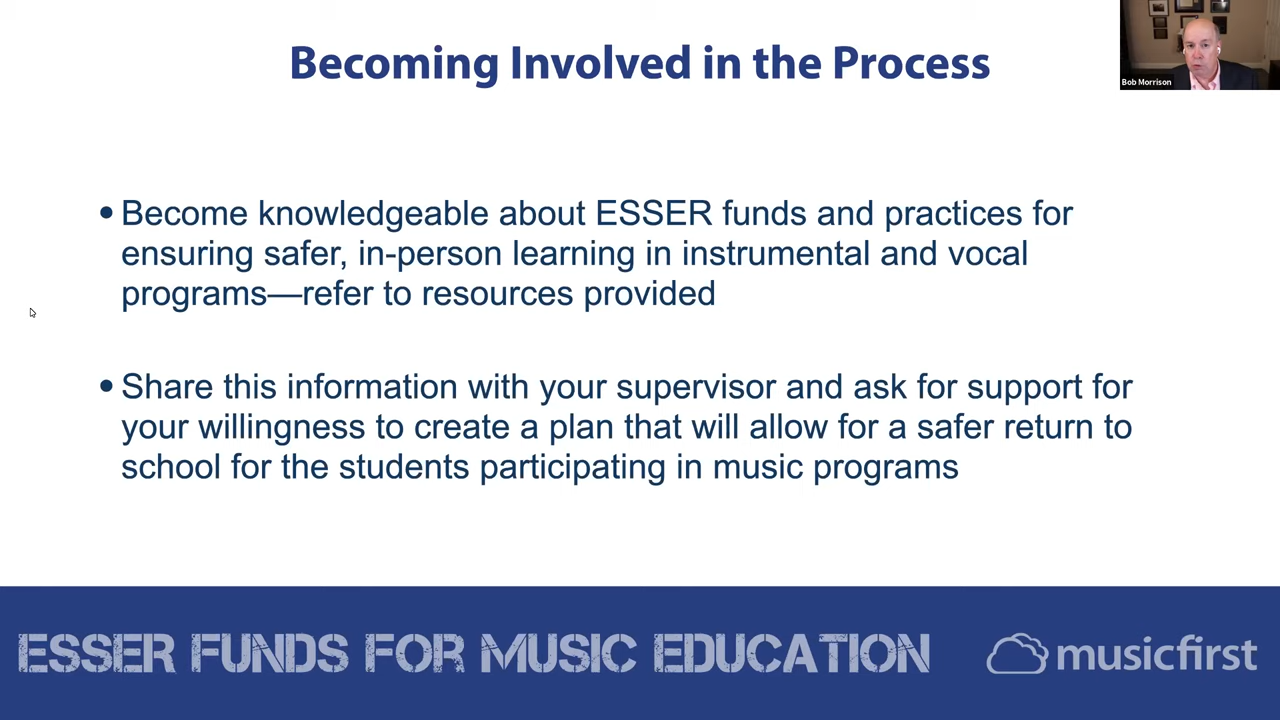 Becoming Involved in the Process
Bob Morrison
• Become knowledgeable about ESSER funds and practices for
ensuring safer, in-person learning in instrumental and vocal
programs—refer to resources provided
• Share this information with your supervisor and ask for support for
your willingness to create a plan that will allow for a safer return to
school for the students participating in music programs
ESSER FUNDS FOR MUSIC EDUCATION
musicfirst